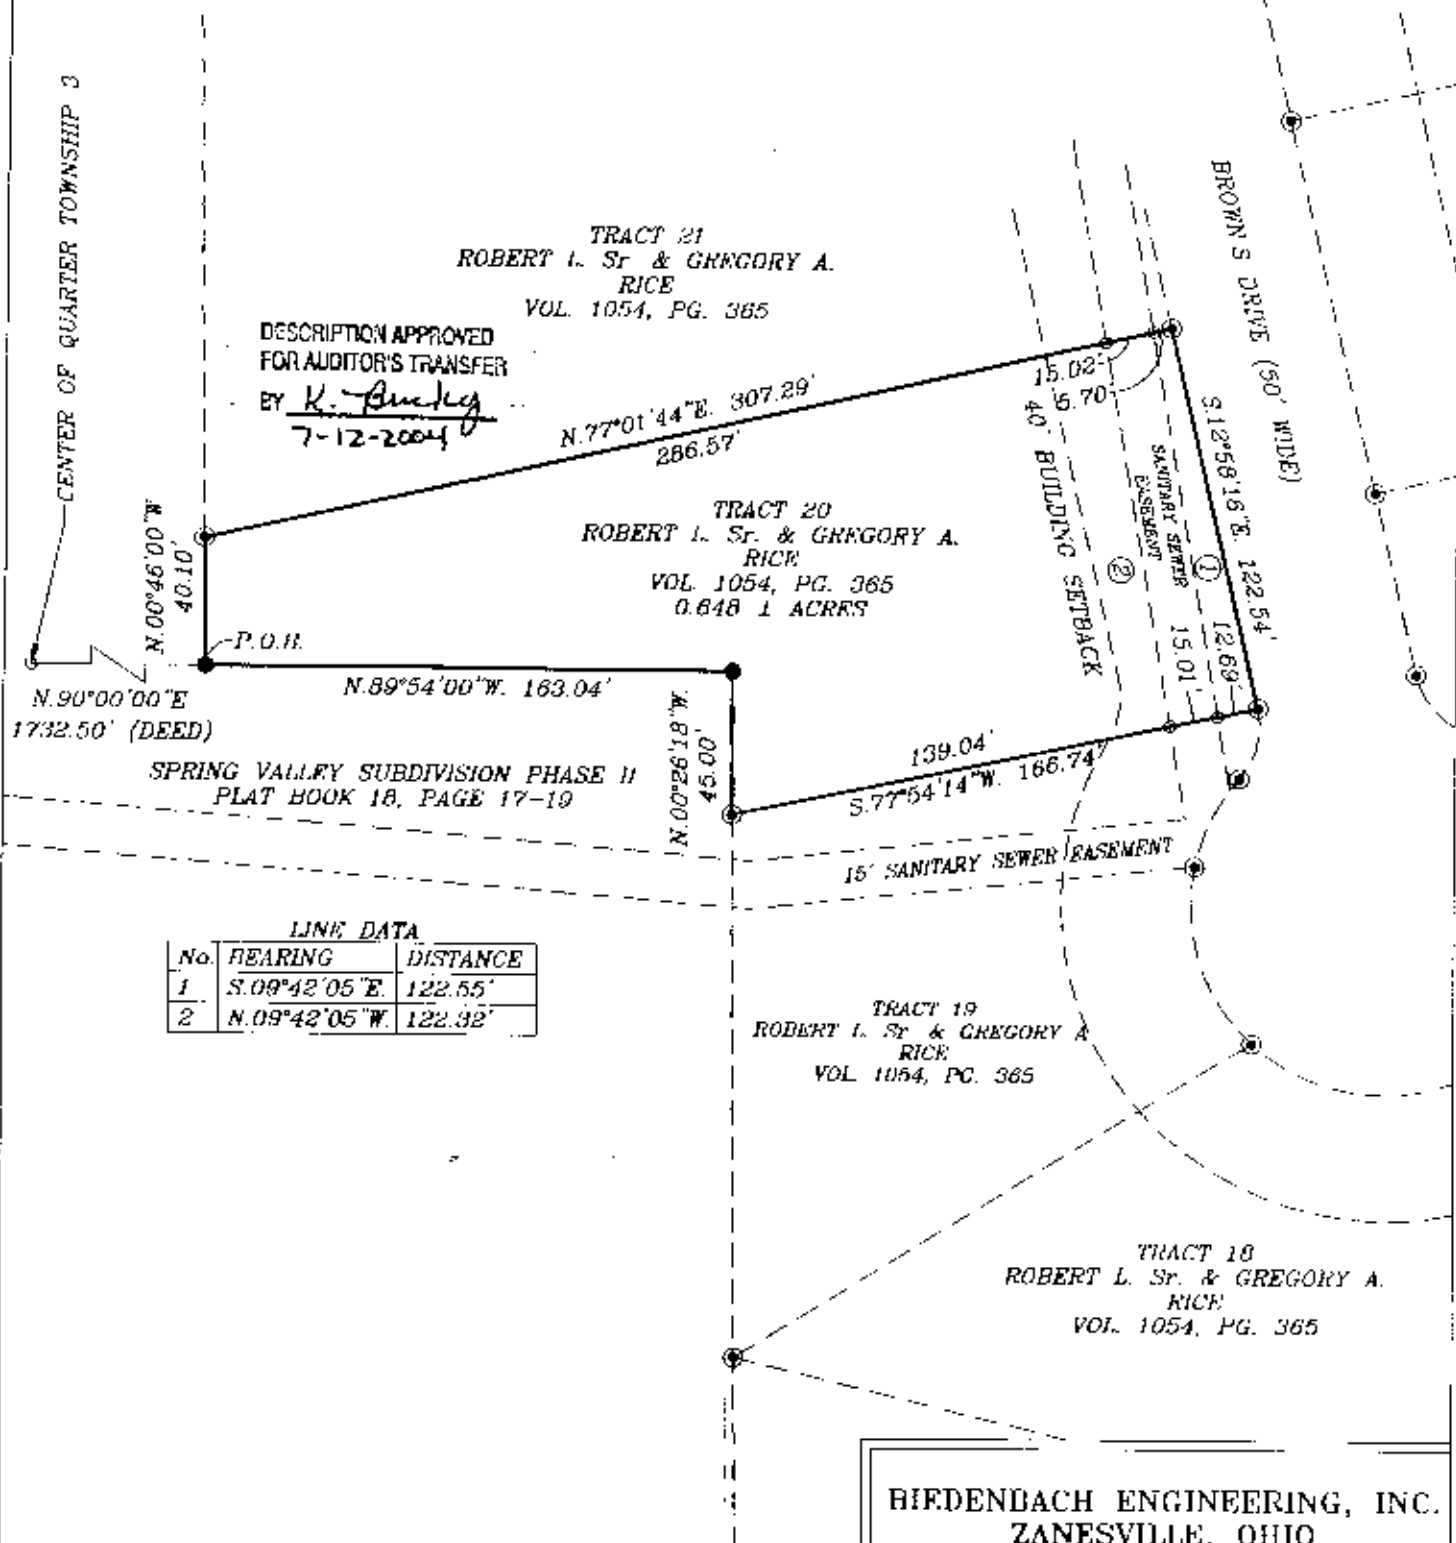 CENTER OF QUARTER TOWNSHIP 3
TRACT 21
ROBERT L. Sr & GREGORY A.
RICE
VOL. 1054, PG. 365
DESCRIPTION APPROVED
FOR AUDITOR'S TRANSFER
BY
7-12-2004
BROWN'S DRIVE (50' WIDE)
N.77°01'44"E. 307.29'
286.57'
15.02'
5.70'
40' BUILDING SETBACK
SANITARY SEWER
EASEMENT
S.12°58'16"E. 122.54'
1
2
12.69'
15.01'
TRACT 20
ROBERT L. Sr. & GREGORY A.
RICE
VOL. 1054, PG. 365
0.648 ± ACRES
N.00°46'00"W
40.10'
P.O.B.
N.90°00'00"E
1732.50' (DEED)
N.89°54'00"W. 163.04'
N.00°26'18"W.
45.00'
139.04'
S.77°54'14"W. 166.74'
SPRING VALLEY SUBDIVISION PHASE II
PLAT BOOK 18, PAGE 17-19
15' SANITARY SEWER EASEMENT
LINE DATA
No. BEARING DISTANCE
1 S.09°42'05"E. 122.55'
2 N.09°42'05"W. 122.32'
TRACT 19
ROBERT L. Sr & GREGORY A
RICE
VOL. 1054, PG. 365
TRACT 18
ROBERT L. Sr. & GREGORY A.
RICE
VOL. 1054, PG. 365
BIEDENBACH ENGINEERING, INC.
ZANESVILLE, OHIO